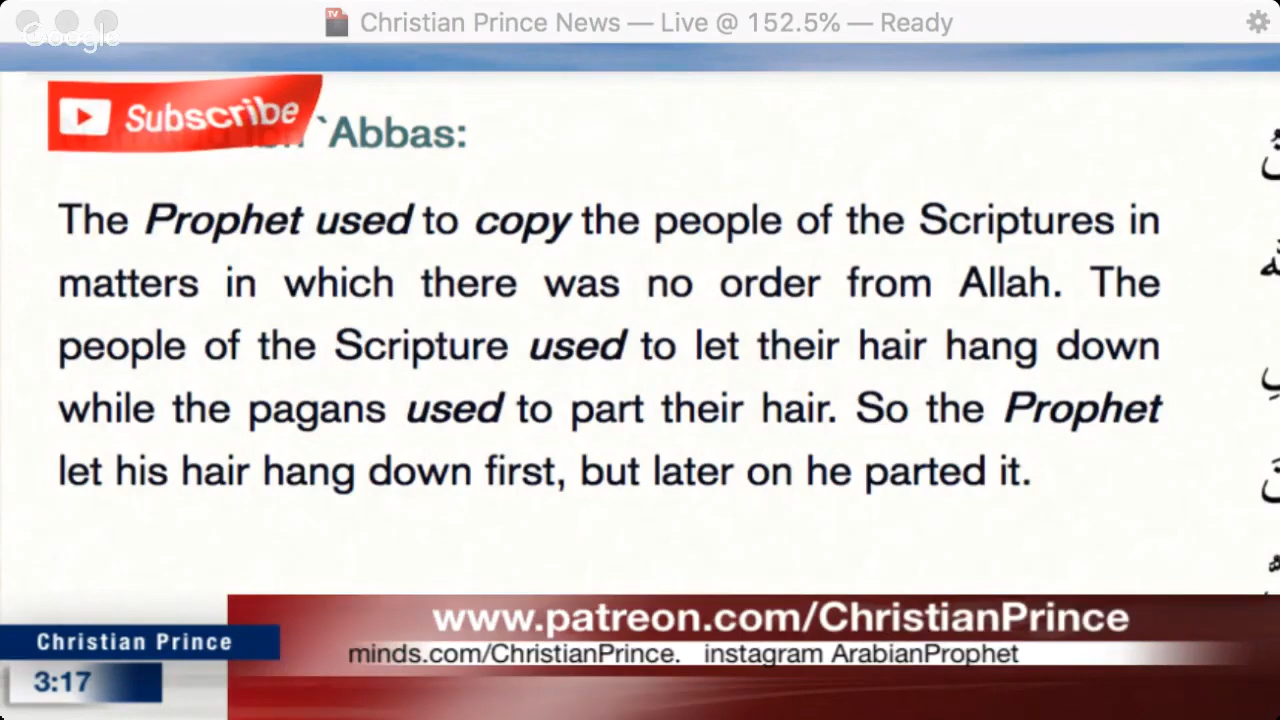 Christian Prince News — Live @ 152.5% — Ready
Google
Subscribe
`Abbas:
The Prophet used to copy the people of the Scriptures in
matters in which there was no order from Allah. The
people of the Scripture used to let their hair hang down
while the pagans used to part their hair. So the Prophet
let his hair hang down first, but later on he parted it.
www.patreon.com/ChristianPrince
Christian Prince
minds.com/ChristianPrince. instagram ArabianProphet
3:17